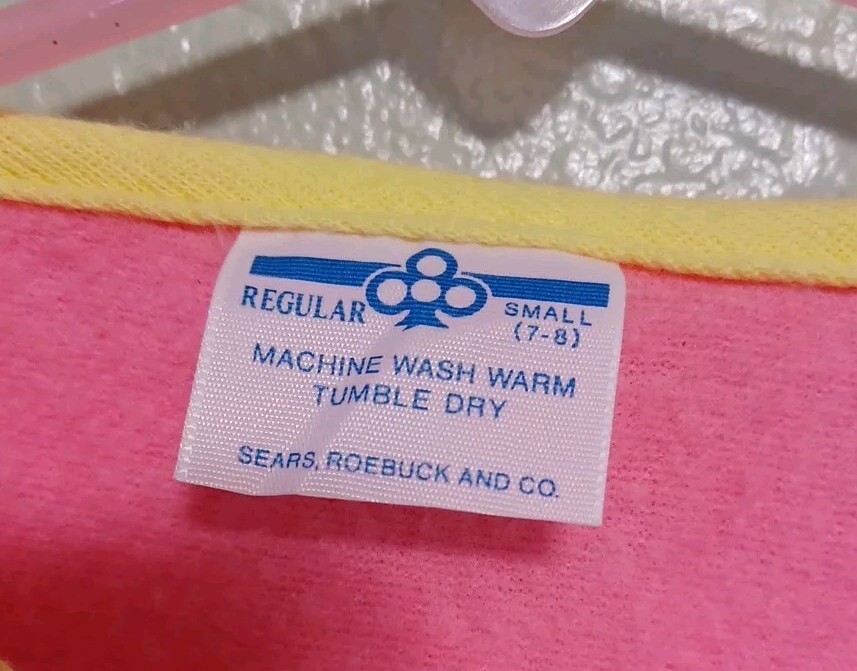 REGULAR
SMALL
(7-8)
MACHINE WASH WARM
TUMBLE DRY
SEARS, ROEBUCK AND CO.